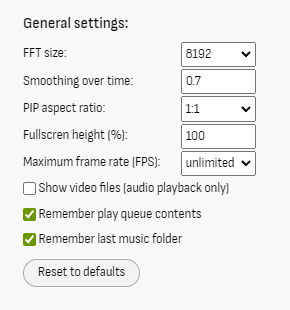 General settings:
FFT size: 8192
Smoothing over time: 0.7
PIP aspect ratio: 1:1
Fullscren height (%): 100
Maximum frame rate (FPS): unlimited
Show video files (audio playback only)
Remember play queue contents
Remember last music folder
Reset to defaults